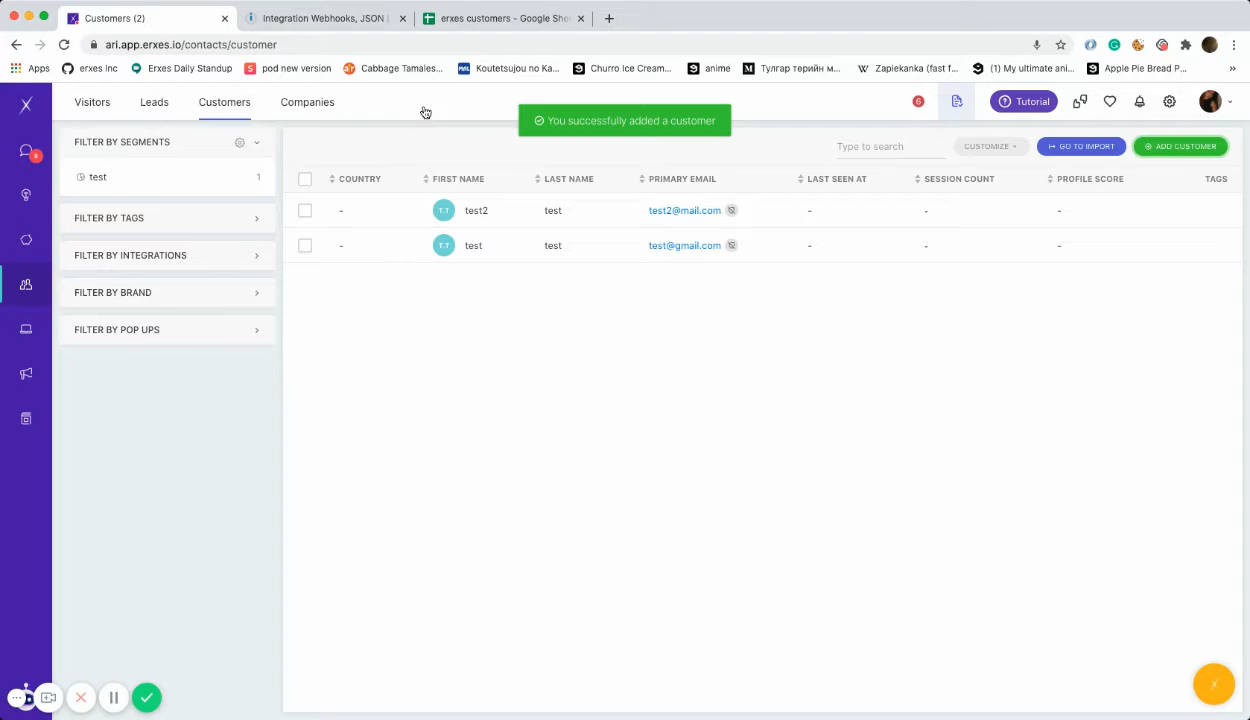 Customers (2)
Integration Webhooks, JSON
erxes customers - Google She
ari.app.erxes.io/contacts/customer
Apps
erxes Inc
Erxes Daily Standup
pod new version
Cabbage Tamales...
Koutetsujou no Ka...
Churro Ice Cream...
anime
Тулгар төрийн м...
Zapiekanka (fast f...
(1) My ultimate ani...
Apple Pie Bread P...
»
Visitors
Leads
Customers
Companies
6
Tutorial
You successfully added a customer
8
FILTER BY SEGMENTS
test
1
FILTER BY TAGS
FILTER BY INTEGRATIONS
FILTER BY BRAND
FILTER BY POP UPS
Type to search
CUSTOMIZE
GO TO IMPORT
ADD CUSTOMER
COUNTRY FIRST NAME LAST NAME PRIMARY EMAIL LAST SEEN AT SESSION COUNT PROFILE SCORE TAGS
- T.T test2 test test2@mail.com - - -
- T.T test test test@gmail.com - - -